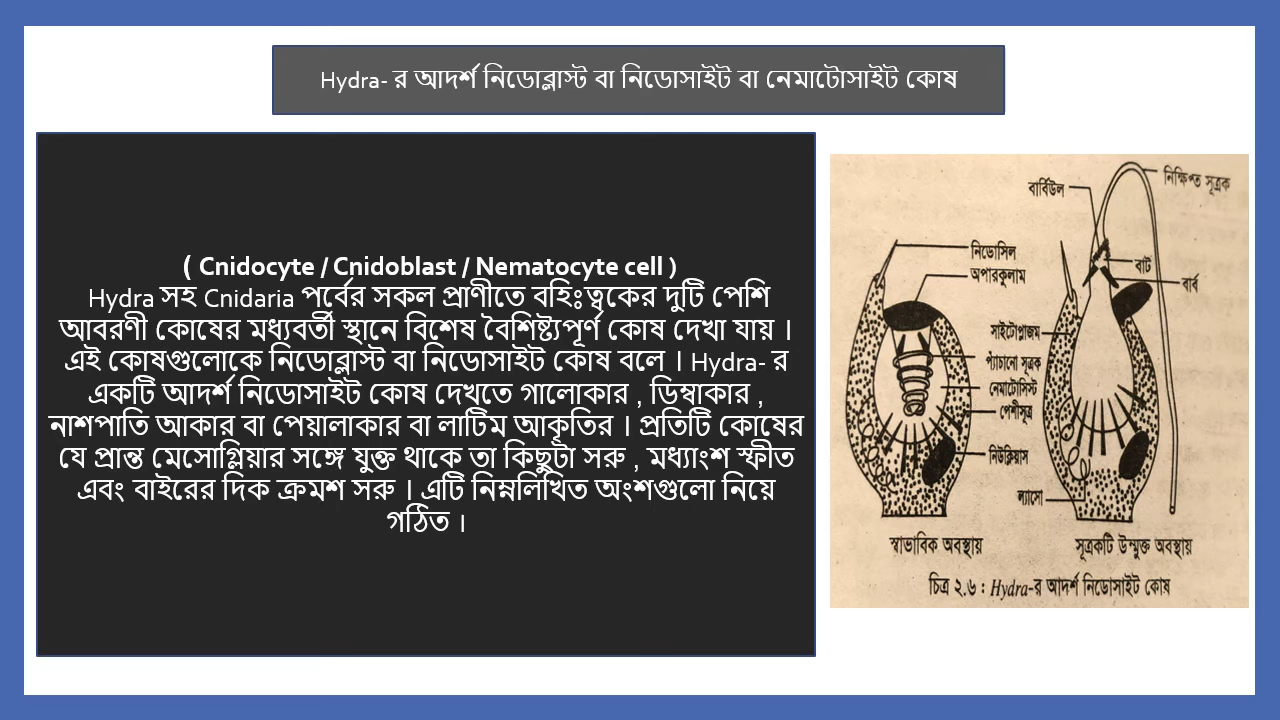 Hydra- র আদর্শ নিডোব্লাস্ট বা নিডোসাইট বা নেমাটোসাইট কোষ
( Cnidocyte / Cnidoblast / Nematocyte cell )
Hydra সহ Cnidaria পর্বের সকল প্রাণীতে বহিঃত্বকের দুটি পেশি
আবরণী কোষের মধ্যবর্তী স্থানে বিশেষ বৈশিষ্ট্যপূর্ণ কোষ দেখা যায় ।
এই কোষগুলোকে নিডোব্লাস্ট বা নিডোসাইট কোষ বলে । Hydra- র
একটি আদর্শ নিডোসাইট কোষ দেখতে গালোকার , ডিম্বাকার ,
নাশপাতি আকার বা পেয়ালাকার বা লাটিম আকৃতির । প্রতিটি কোষের
যে প্রান্ত মেসোগ্লিয়ার সঙ্গে যুক্ত থাকে তা কিছুটা সরু , মধ্যাংশ স্ফীত
এবং বাইরের দিক ক্রমশ সরু । এটি নিম্নলিখিত অংশগুলো নিয়ে
গঠিত ।
নিক্ষিপ্ত সূত্রক
বার্বিউল
নিডোসিল
অপারকুলাম
বাট
বার্ব
সাইটোপ্লাজম
প্যাঁচানো সূত্রক
নেমাটোসিস্ট
পেশীসূত্র
নিউক্লিয়াস
ল্যাসো
স্বাভাবিক অবস্থায়
সূত্রকটি উন্মুক্ত অবস্থায়
চিত্র ২.৬ : Hydra-র আদর্শ নিডোসাইট কোষ